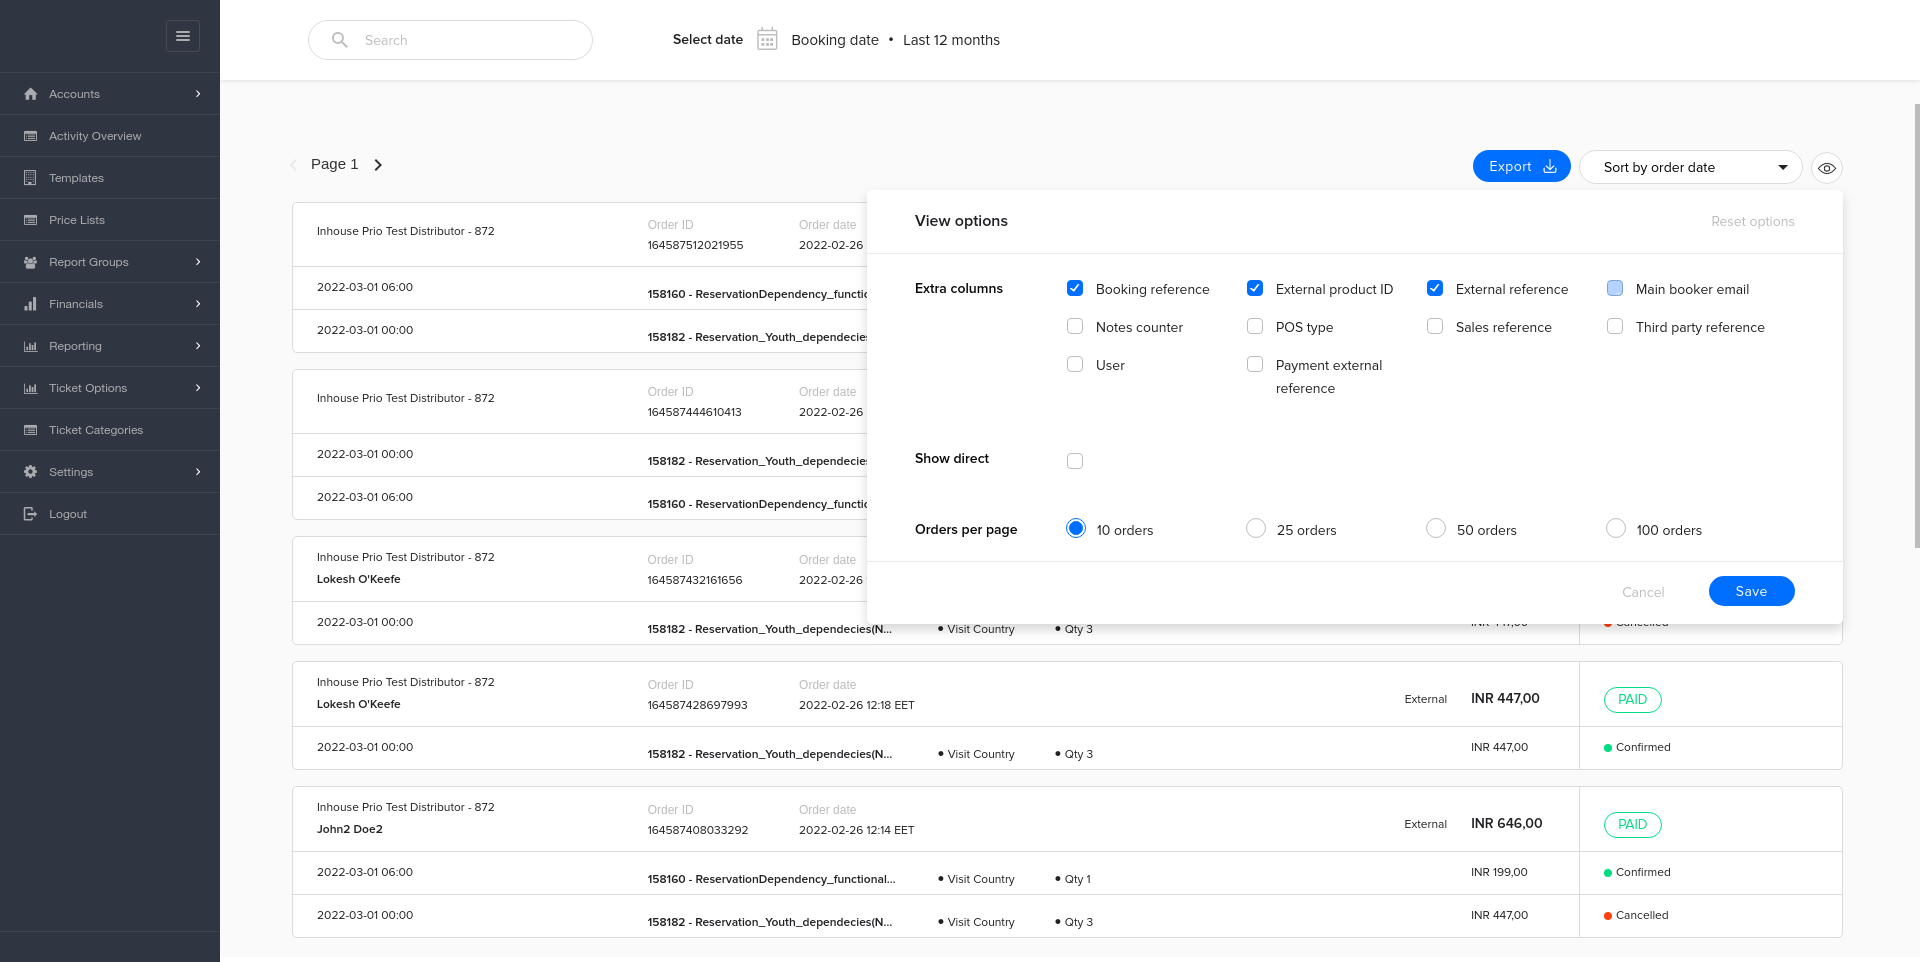 Search
Select date
Booking date • Last 12 months
Accounts
Activity Overview
Templates
Price Lists
Report Groups
Financials
Reporting
Ticket Options
Ticket Categories
Settings
Logout
Page 1
Export
Sort by order date
Inhouse Prio Test Distributor - 872
Order ID
164587512021955
Order date
2022-02-26
2022-03-01 06:00
158160 - ReservationDependency_functio
2022-03-01 00:00
158182 - Reservation_Youth_dependecies
Inhouse Prio Test Distributor - 872
Order ID
164587444610413
Order date
2022-02-26
2022-03-01 00:00
158182 - Reservation_Youth_dependecies
2022-03-01 06:00
158160 - ReservationDependency_functio
Inhouse Prio Test Distributor - 872
Lokesh O'Keefe
Order ID
164587432161656
Order date
2022-02-26
2022-03-01 00:00
158182 - Reservation_Youth_dependecies(N...
• Visit Country
• Qty 3
INR 447,00
Cancelled
View options
Reset options
Extra columns
Booking reference
External product ID
External reference
Main booker email
Notes counter
POS type
Sales reference
Third party reference
User
Payment external
reference
Show direct
Orders per page
10 orders
25 orders
50 orders
100 orders
Cancel
Save
Inhouse Prio Test Distributor - 872
Lokesh O'Keefe
Order ID
164587428697993
Order date
2022-02-26 12:18 EET
External
INR 447,00
PAID
2022-03-01 00:00
158182 - Reservation_Youth_dependecies(N...
• Visit Country
• Qty 3
INR 447,00
Confirmed
Inhouse Prio Test Distributor - 872
John2 Doe2
Order ID
164587408033292
Order date
2022-02-26 12:14 EET
External
INR 646,00
PAID
2022-03-01 06:00
158160 - ReservationDependency_functional...
• Visit Country
• Qty 1
INR 199,00
Confirmed
2022-03-01 00:00
158182 - Reservation_Youth_dependecies(N...
• Visit Country
• Qty 3
INR 447,00
Cancelled